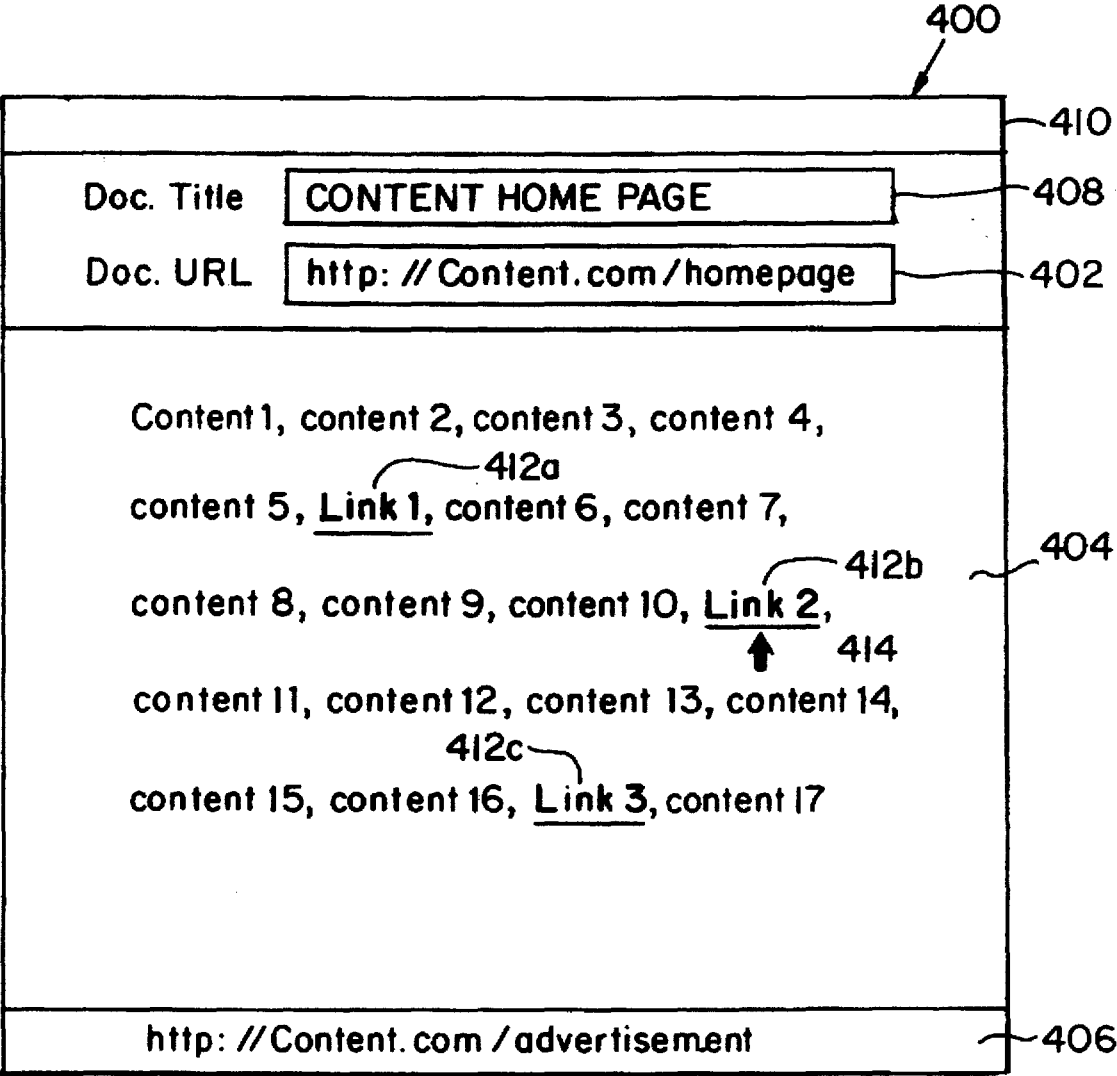 400
410
Doc. Title CONTENT HOME PAGE 408
Doc. URL http: //Content.com/homepage 402
Content 1, content 2, content 3, content 4,
412a
content 5, Link 1, content 6, content 7,
404
412b
content 8, content 9, content 10, Link 2,
414
content 11, content 12, content 13, content 14,
412c
content 15, content 16, Link 3, content 17
http: //Content.com/advertisement 406